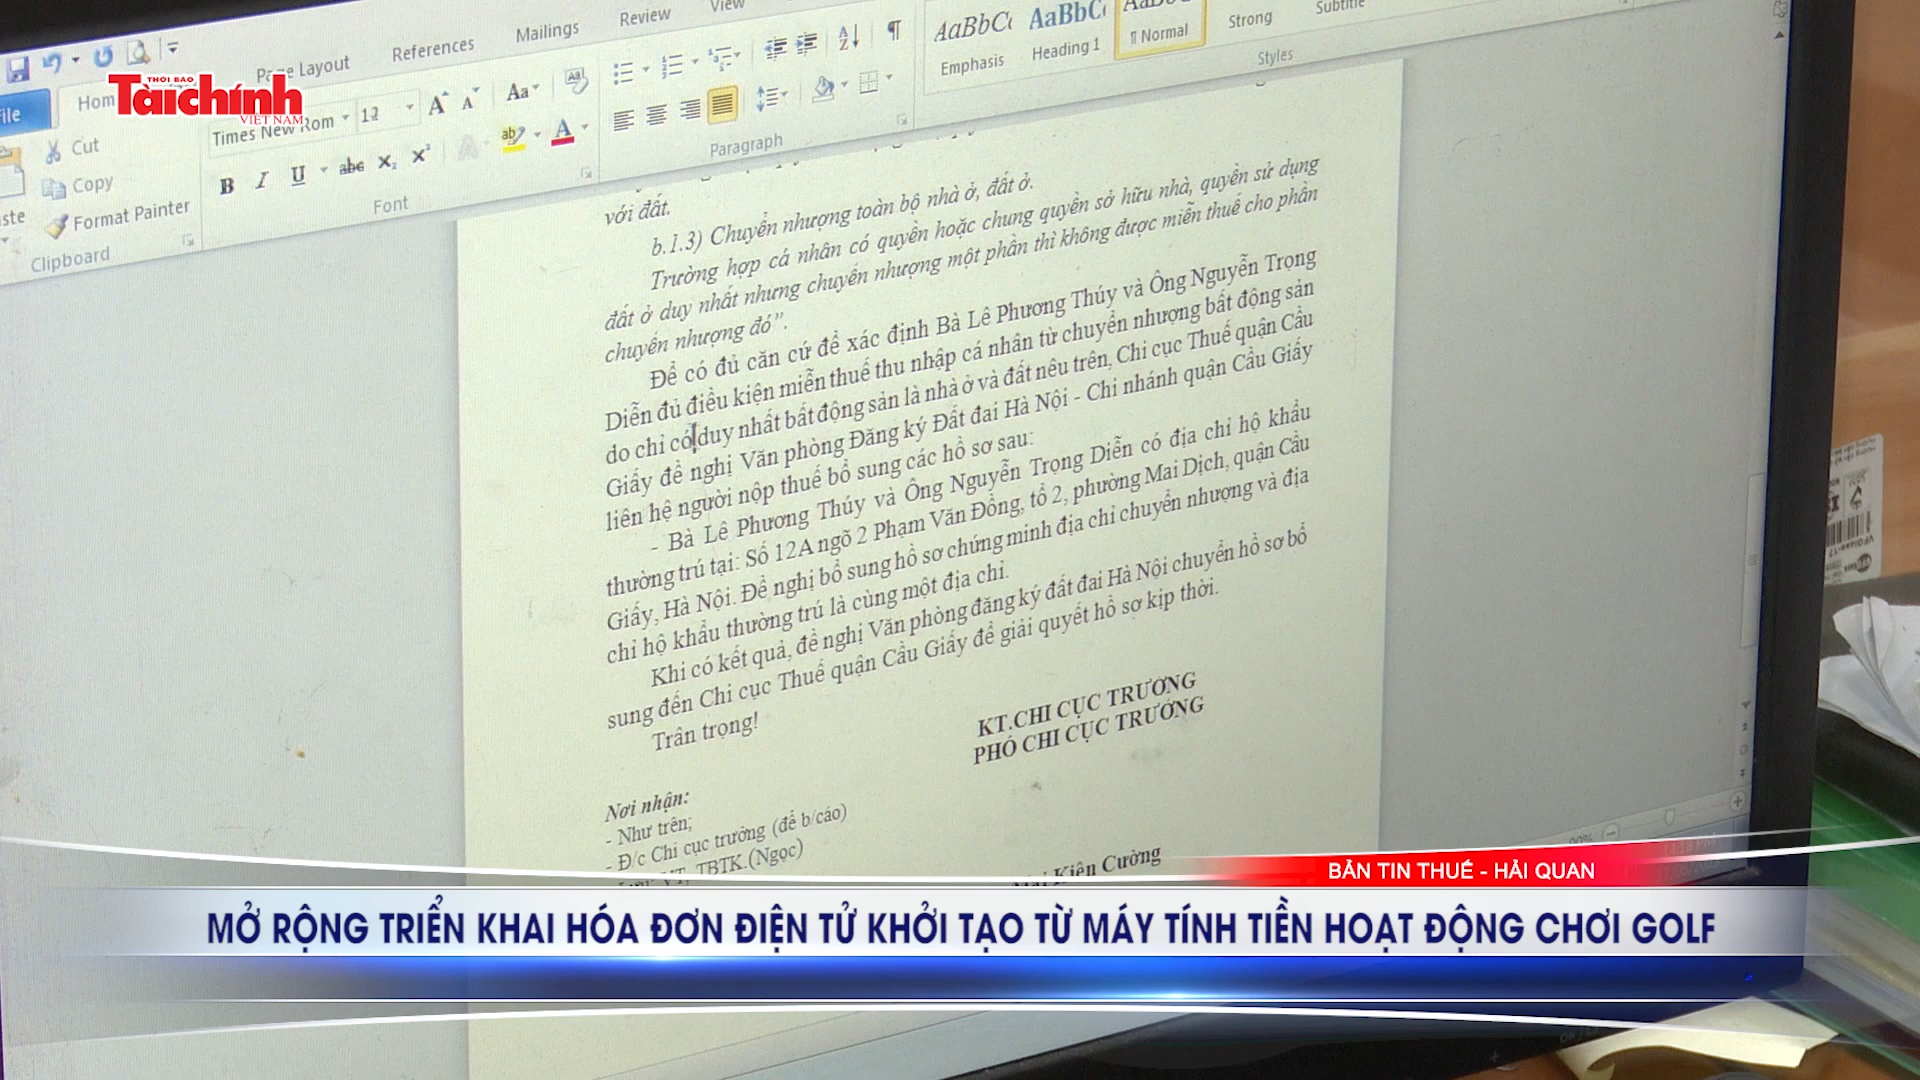 Mailings
Review
View
Page Layout
References
File
Hom
THỜI BÁO
Tàichính
VIỆT NAM
Cut
Copy
Format Painter
Clipboard
Times New Rom
12
Aa
B I U abc X₂ X²
Font
Paragraph
AaBbC
Emphasis
AaBbC
Heading 1
¶ Normal
Strong
Subtitle
Styles
với đất.
b.1.3) Chuyển nhượng toàn bộ nhà ở, đất ở.
Trường hợp cá nhân có quyền hoặc chung quyền sở hữu nhà, quyền sử dụng
đất ở duy nhất nhưng chuyển nhượng một phần thì không được miễn thuế cho phần
chuyển nhượng đó”.
Để có đủ căn cứ để xác định Bà Lê Phương Thúy và Ông Nguyễn Trọng
Diễn đủ điều kiện miễn thuế thu nhập cá nhân từ chuyển nhượng bất động sản
do chỉ có duy nhất bất động sản là nhà ở và đất nêu trên, Chi cục Thuế quận Cầu
Giấy đề nghị Văn phòng Đăng ký Đất đai Hà Nội - Chi nhánh quận Cầu Giấy
liên hệ người nộp thuế bổ sung các hồ sơ sau:
- Bà Lê Phương Thúy và Ông Nguyễn Trọng Diễn có địa chỉ hộ khẩu
thường trú tại: Số 12A ngõ 2 Phạm Văn Đồng, tổ 2, phường Mai Dịch, quận Cầu
Giấy, Hà Nội. Đề nghị bổ sung hồ sơ chứng minh địa chỉ chuyển nhượng và địa
chỉ hộ khẩu thường trú là cùng một địa chỉ.
Khi có kết quả, đề nghị Văn phòng đăng ký đất đai Hà Nội chuyển hồ sơ bổ
sung đến Chi cục Thuế quận Cầu Giấy để giải quyết hồ sơ kịp thời.
Trân trọng!
KT.CHI CỤC TRƯỞNG
PHÓ CHI CỤC TRƯỞNG
Nơi nhận:
- Như trên;
- Đ/c Chi cục trưởng (để b/cáo)
TBTK.(Ngọc)
Kiên Cường
BẢN TIN THUẾ - HẢI QUAN
MỞ RỘNG TRIỂN KHAI HÓA ĐƠN ĐIỆN TỬ KHỞI TẠO TỪ MÁY TÍNH TIỀN HOẠT ĐỘNG CHƠI GOLF